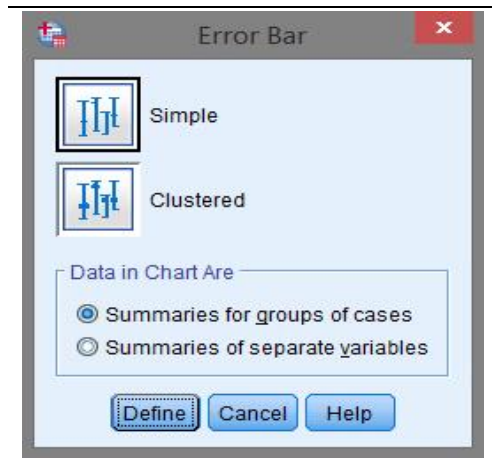 Error Bar
Simple
Clustered
Data in Chart Are
Summaries for groups of cases
Summaries of separate variables
Define Cancel Help